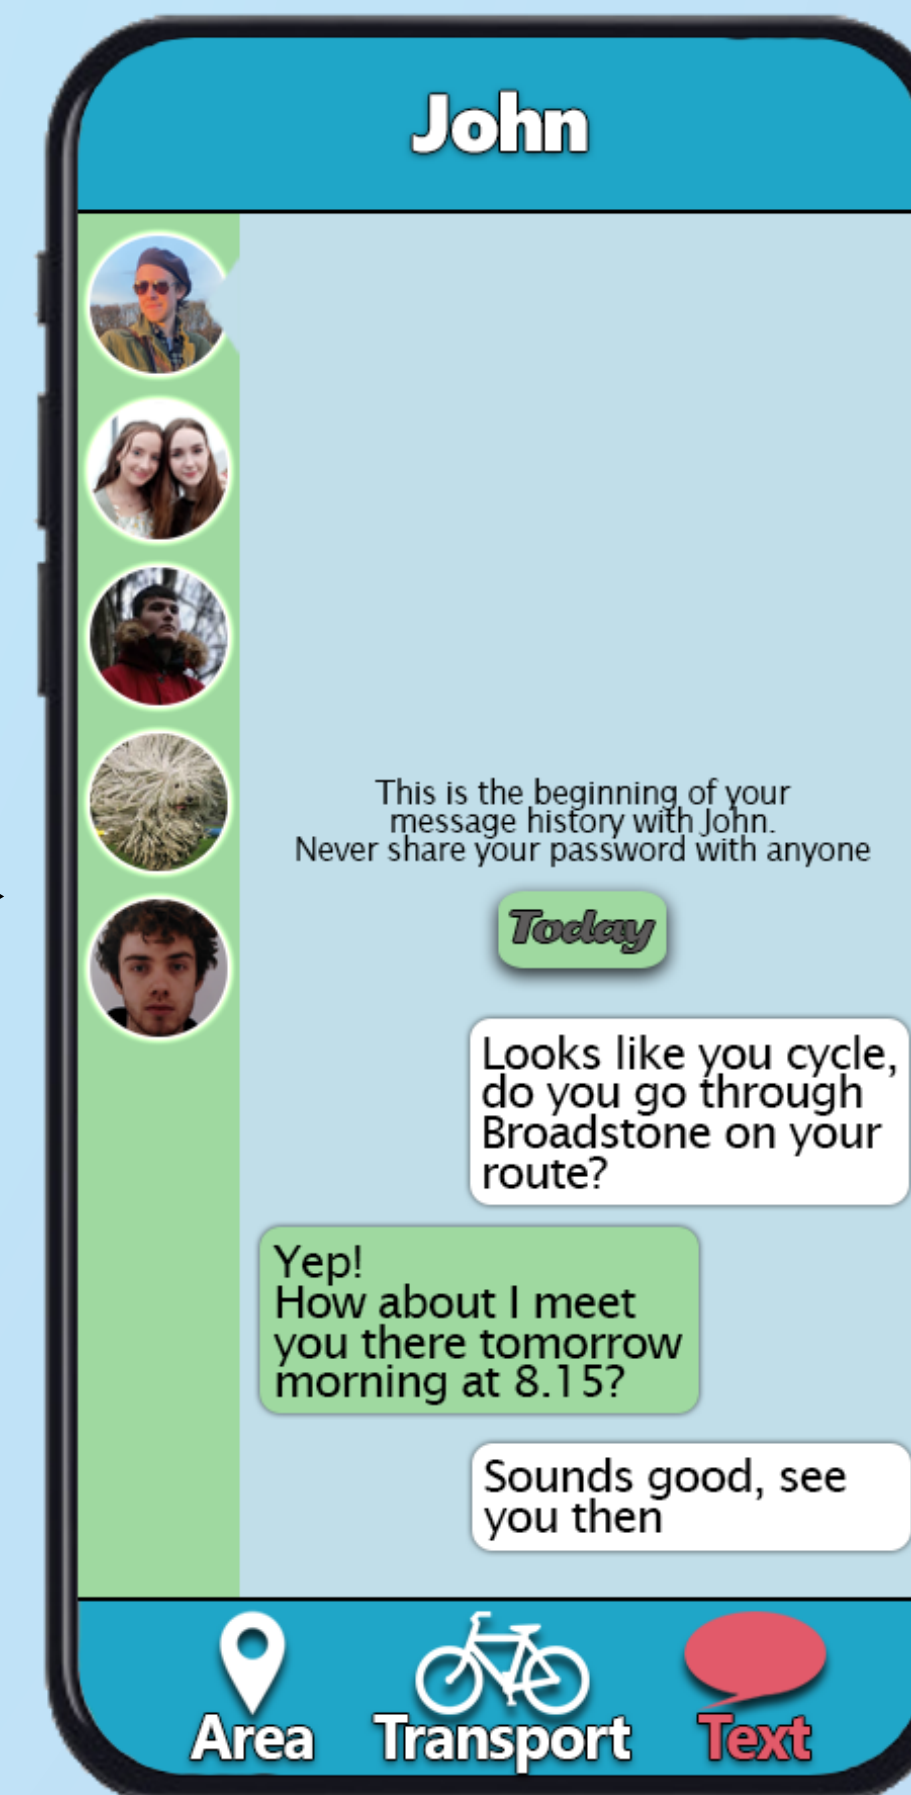 John
This is the beginning of your
message history with John.
Never share your password with anyone
Today
Looks like you cycle,
do you go through
Broadstone on your
route?
Yep!
How about I meet
you there tomorrow
morning at 8.15?
Sounds good, see
you then
Area
Transport
Text